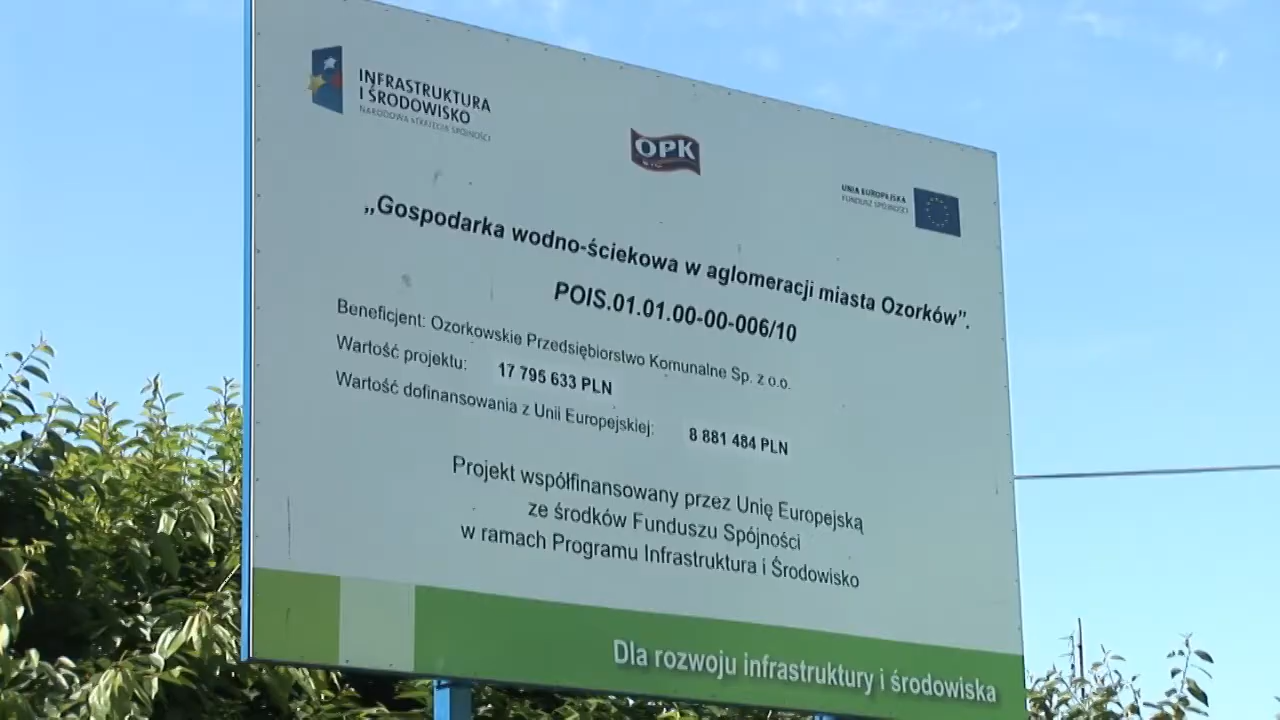 INFRASTRUKTURA
I ŚRODOWISKO
NARODOWA STRATEGIA SPÓJNOŚCI
OPK
UNIA EUROPEJSKA
FUNDUSZ SPÓJNOŚCI
„Gospodarka wodno-ściekowa w aglomeracji miasta Ozorków”.
POIS.01.01.00-00-006/10
Beneficjent: Ozorkowskie Przedsiębiorstwo Komunalne Sp. z o.o.
Wartość projektu: 17 795 633 PLN
Wartość dofinansowania z Unii Europejskiej: 8 881 484 PLN
Projekt współfinansowany przez Unię Europejską
ze środków Funduszu Spójności
w ramach Programu Infrastruktura i Środowisko
Dla rozwoju infrastruktury i środowiska